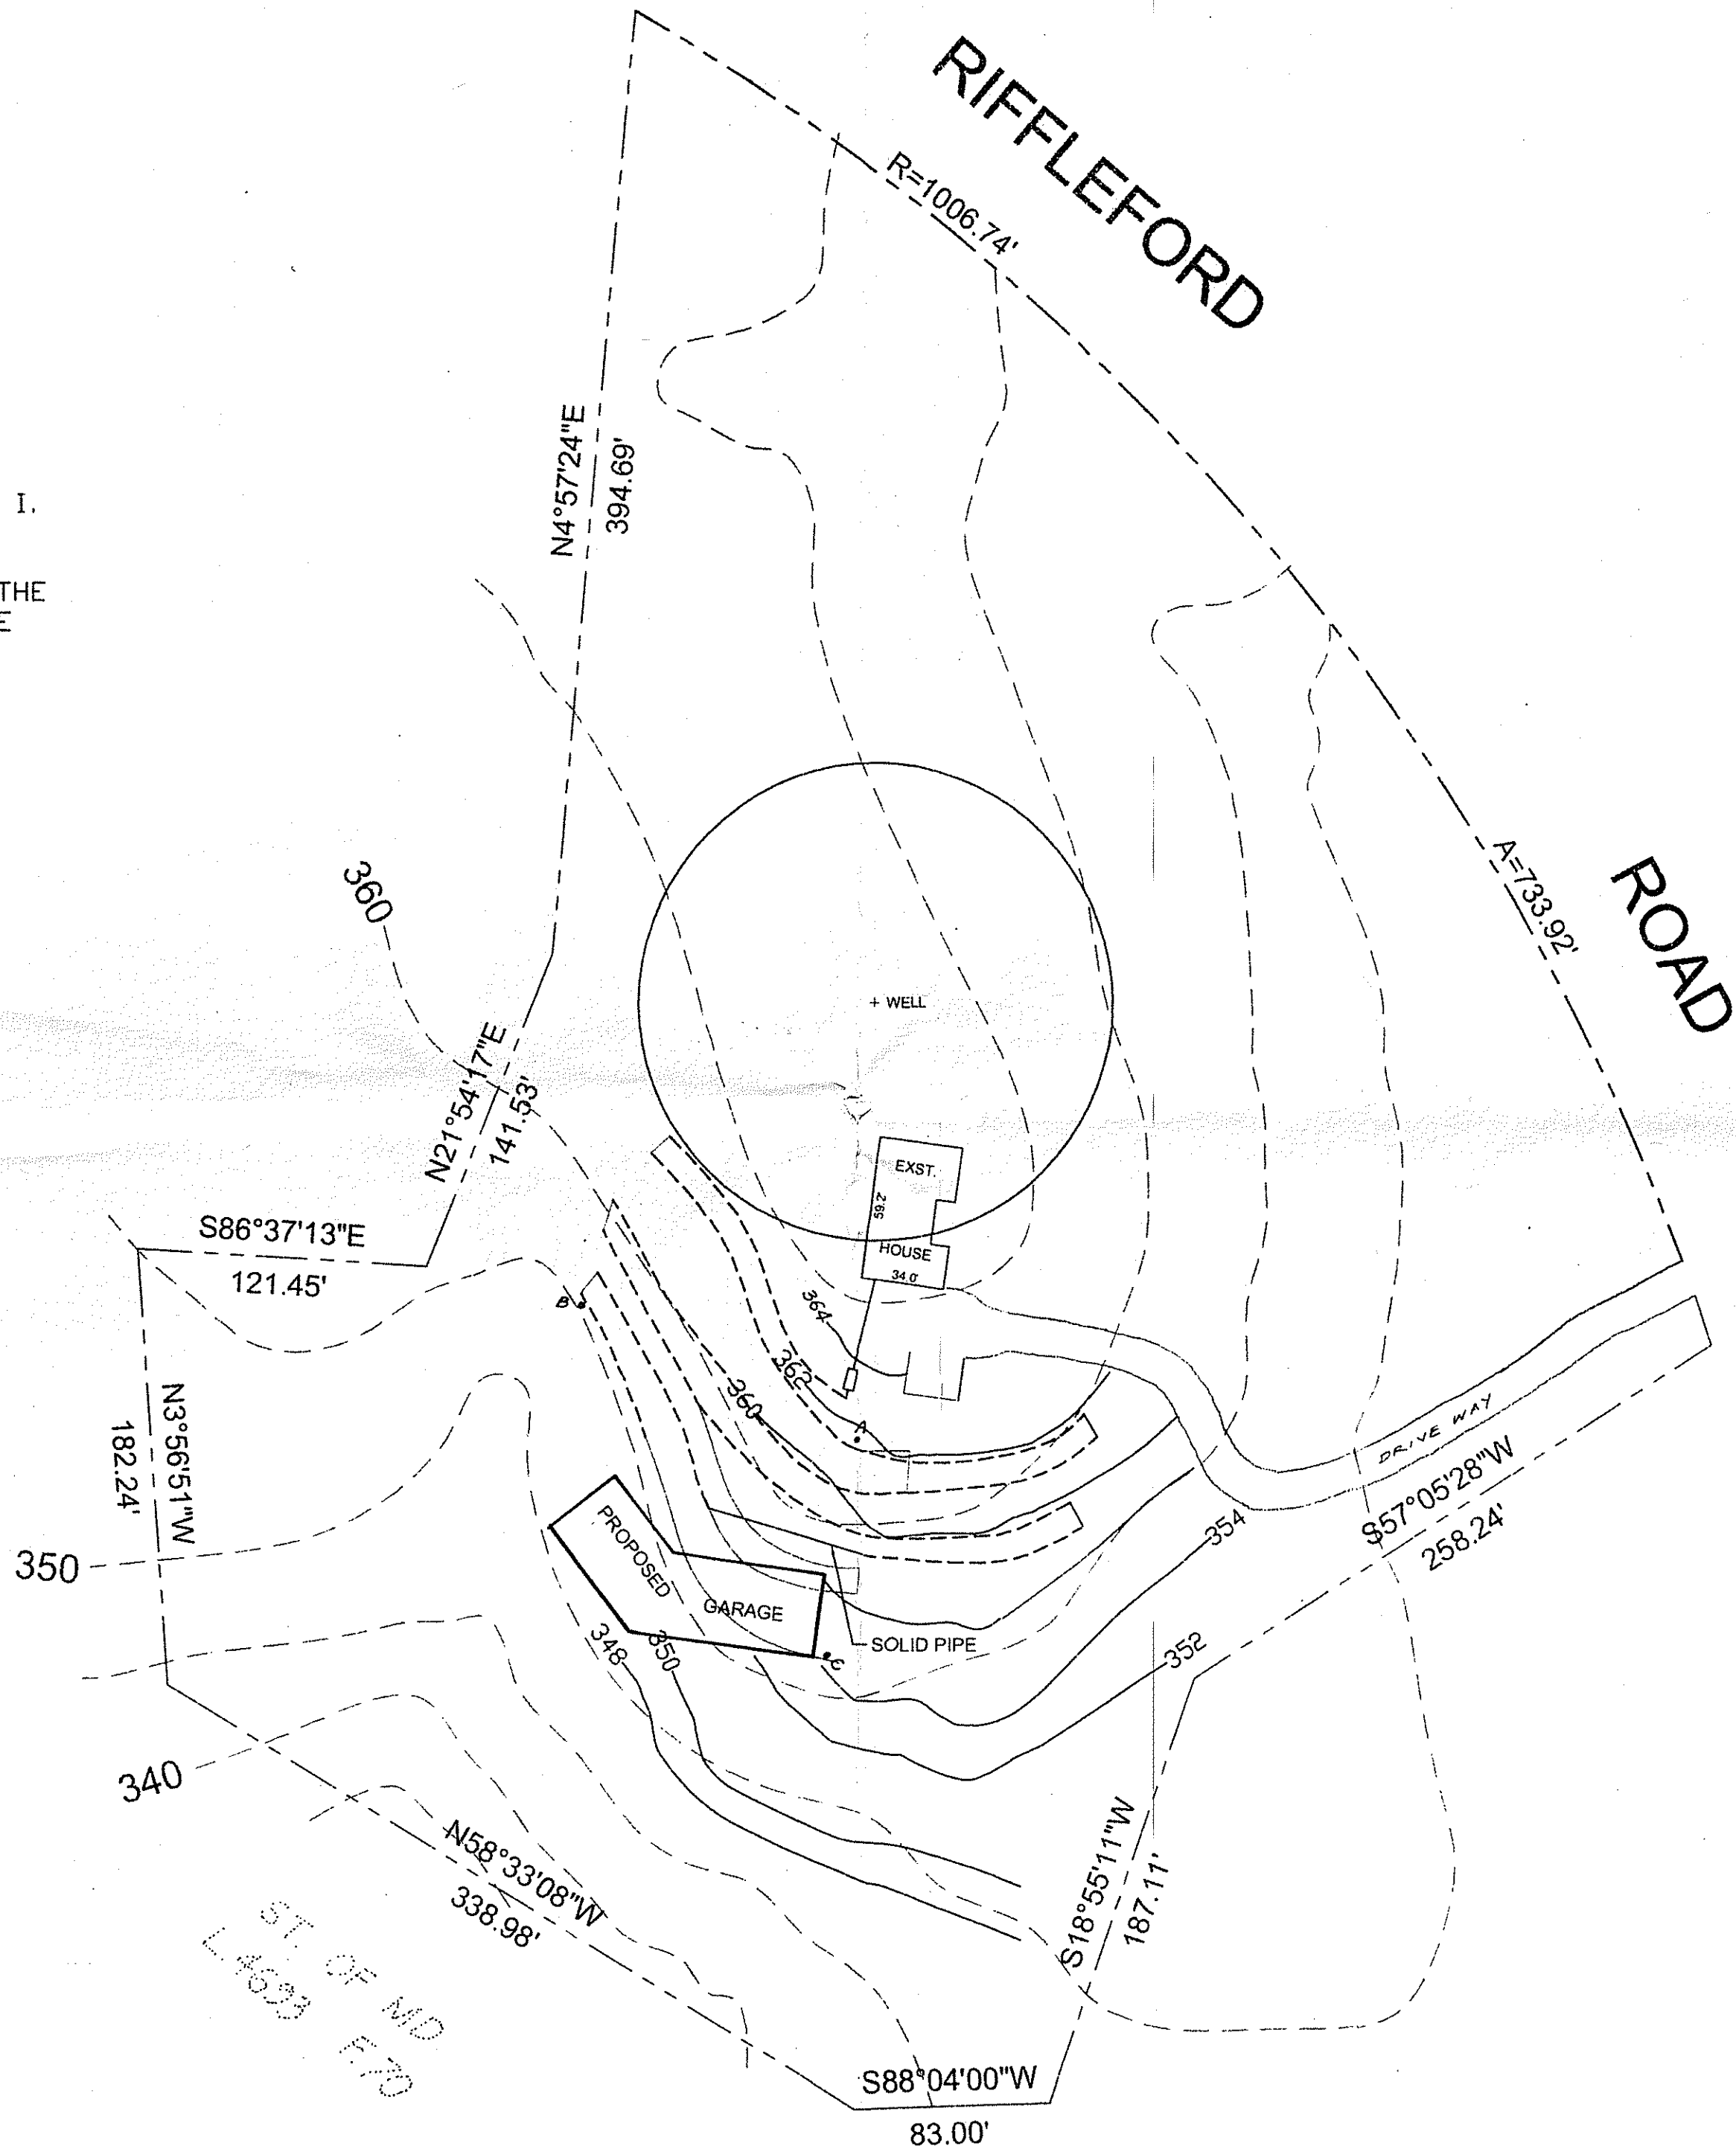 RIFFLEFORD
R=1006.74'
N4°57'24"E
394.69'
I.
THE
E
A=733.92'
ROAD
360
+ WELL
N21°54'17"E
141.53'
EXST.
59.2'
HOUSE
34.0'
S86°37'13"E
121.45'
B
364
362
360
A
N3°56'51"W
182.24'
DRIVE WAY
S57°05'28"W
258.24'
354
350
PROPOSED
GARAGE
SOLID PIPE
348
350
C
352
340
N58°33'08"W
338.98'
S18°55'11"W
187.11'
ST. OF MD
L.4693 F.70
S88°04'00"W
83.00'